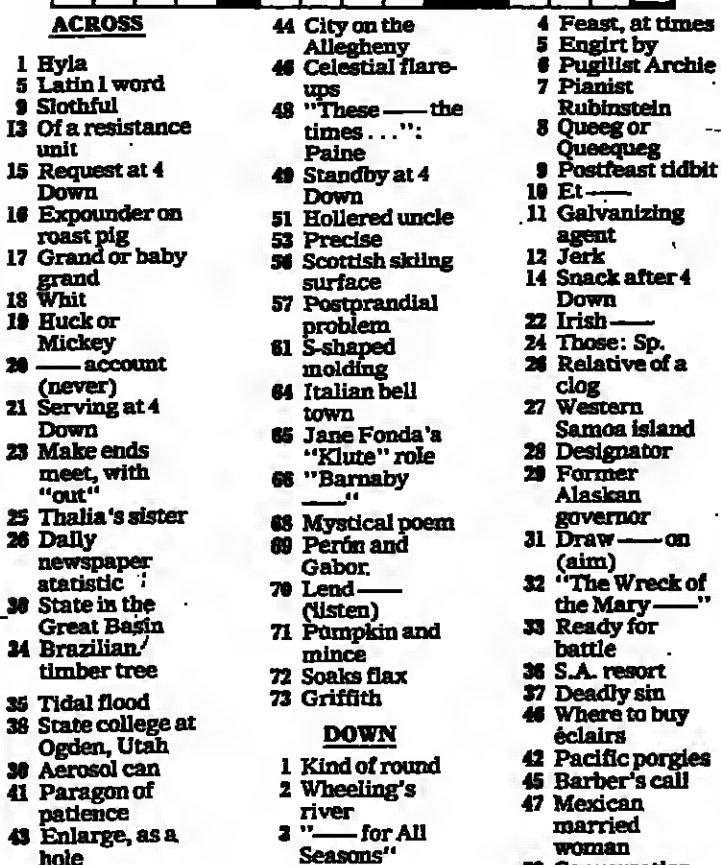 ACROSS
1 Hyla
5 Latin 1 word
9 Slothful
13 Of a resistance
unit
15 Request at 4
Down
16 Expounder on
roast pig
17 Grand or baby
grand
18 Whit
19 Huck or
Mickey
20 —— account
(never)
21 Serving at 4
Down
23 Make ends
meet, with
"out"
25 Thalia's sister
26 Daily
newspaper
atatistic
30 State in the
Great Basin
34 Brazilian
timber tree
35 Tidal flood
38 State college at
Ogden, Utah
39 Aerosol can
41 Paragon of
patience
43 Enlarge, as a
hole
44 City on the
Allegheny
46 Celestial flare-
ups
48 "These —— the
times . . .":
Paine
49 Standby at 4
Down
51 Hollered uncle
53 Precise
56 Scottish skiing
surface
57 Postprandial
problem
61 S-shaped
molding
64 Italian bell
town
65 Jane Fonda'a
"Klute" role
66 "Barnaby
——"
68 Mystical poem
69 Perón and
Gabor.
70 Lend ——
(listen)
71 Pumpkin and
mince
72 Soaks flax
73 Griffith
DOWN
1 Kind of round
2 Wheeling's
river
3 "—— for All
Seasons"
4 Feast, at times
5 Engirt by
6 Pugilist Archie
7 Pianist
Rubinstein
8 Queeg or
Queequeg
9 Postfeast tidbit
10 Et ——
11 Galvanizing
agent
12 Jerk
14 Snack after 4
Down
22 Irish ——
24 Those: Sp.
26 Relative of a
clog
27 Western
Samoa island
28 Designator
29 Former
Alaskan
governor
31 Draw —— on
(aim)
32 "The Wreck of
the Mary ——"
33 Ready for
battle
36 S.A. resort
37 Deadly sin
40 Where to buy
éclairs
42 Pacific porgies
45 Barber's call
47 Mexican
married
woman